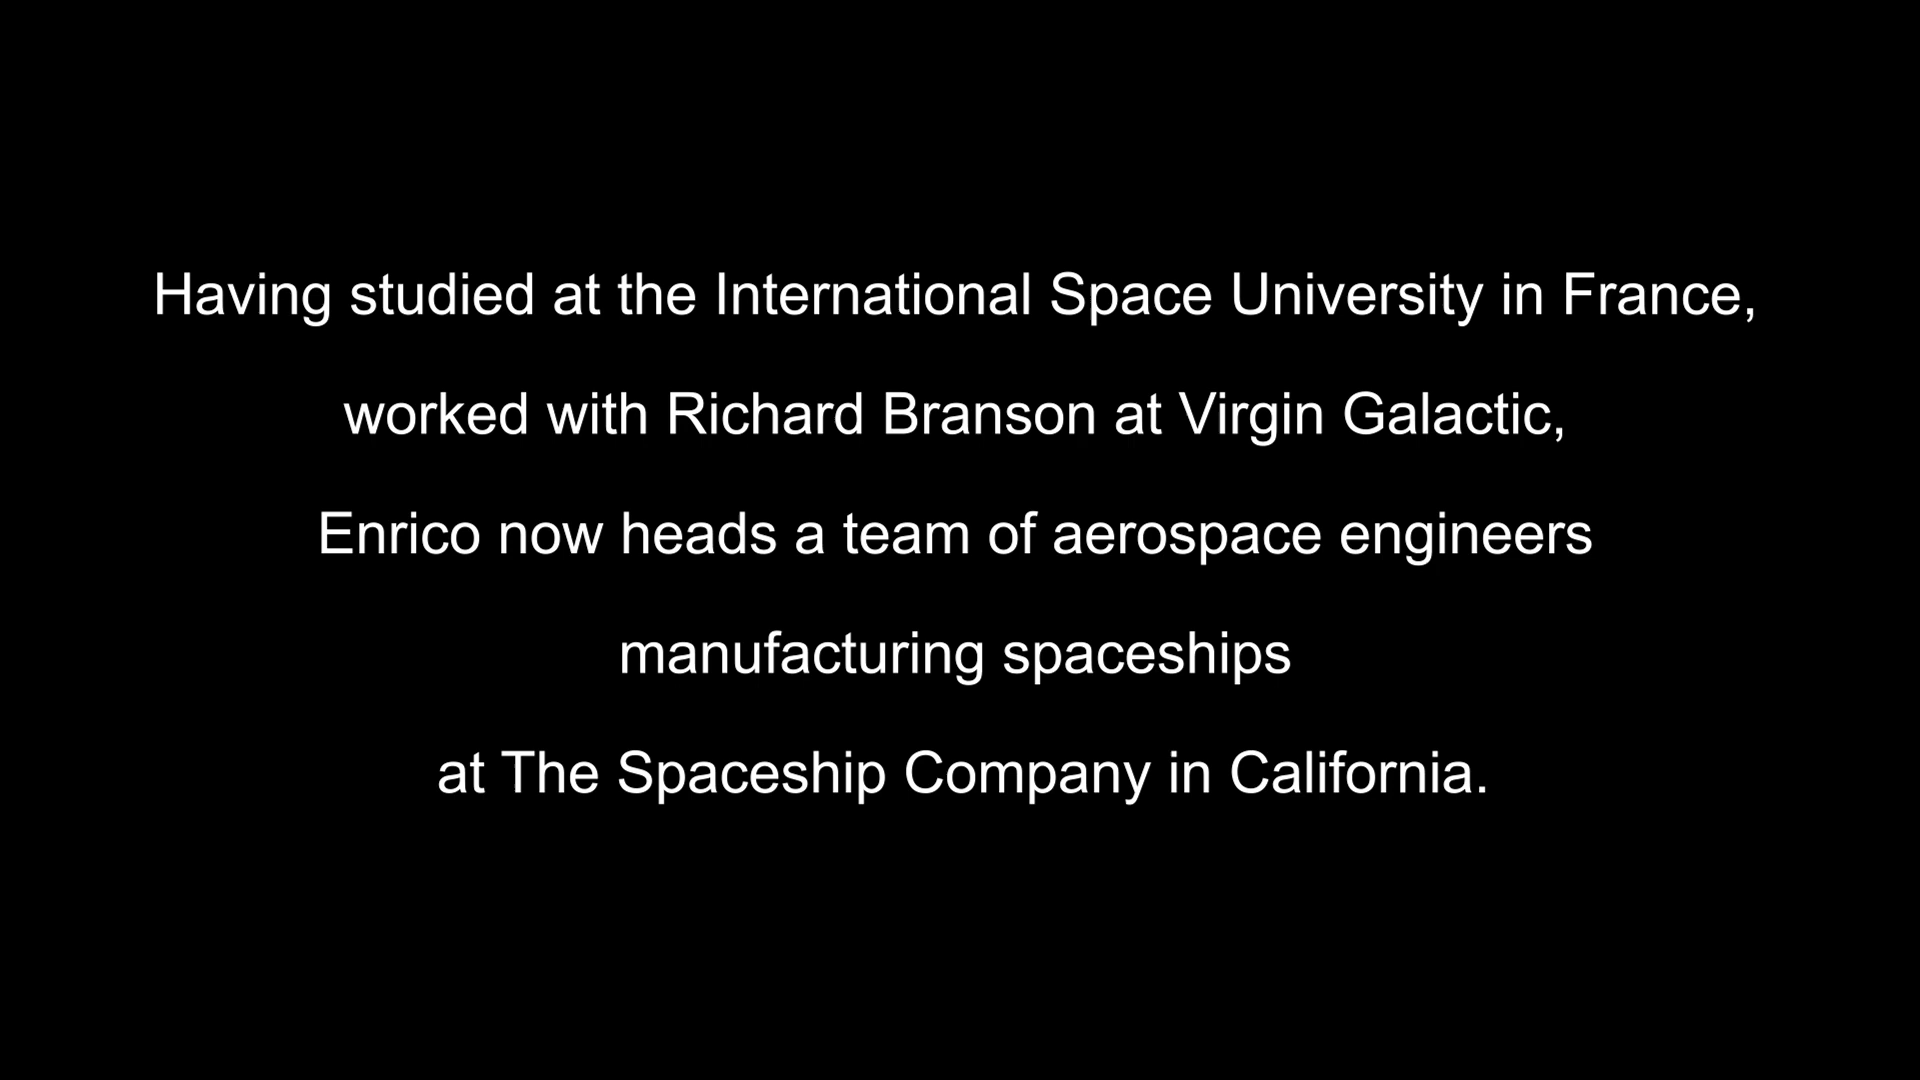 Having studied at the International Space University in France,
worked with Richard Branson at Virgin Galactic,
Enrico now heads a team of aerospace engineers
manufacturing spaceships
at The Spaceship Company in California.